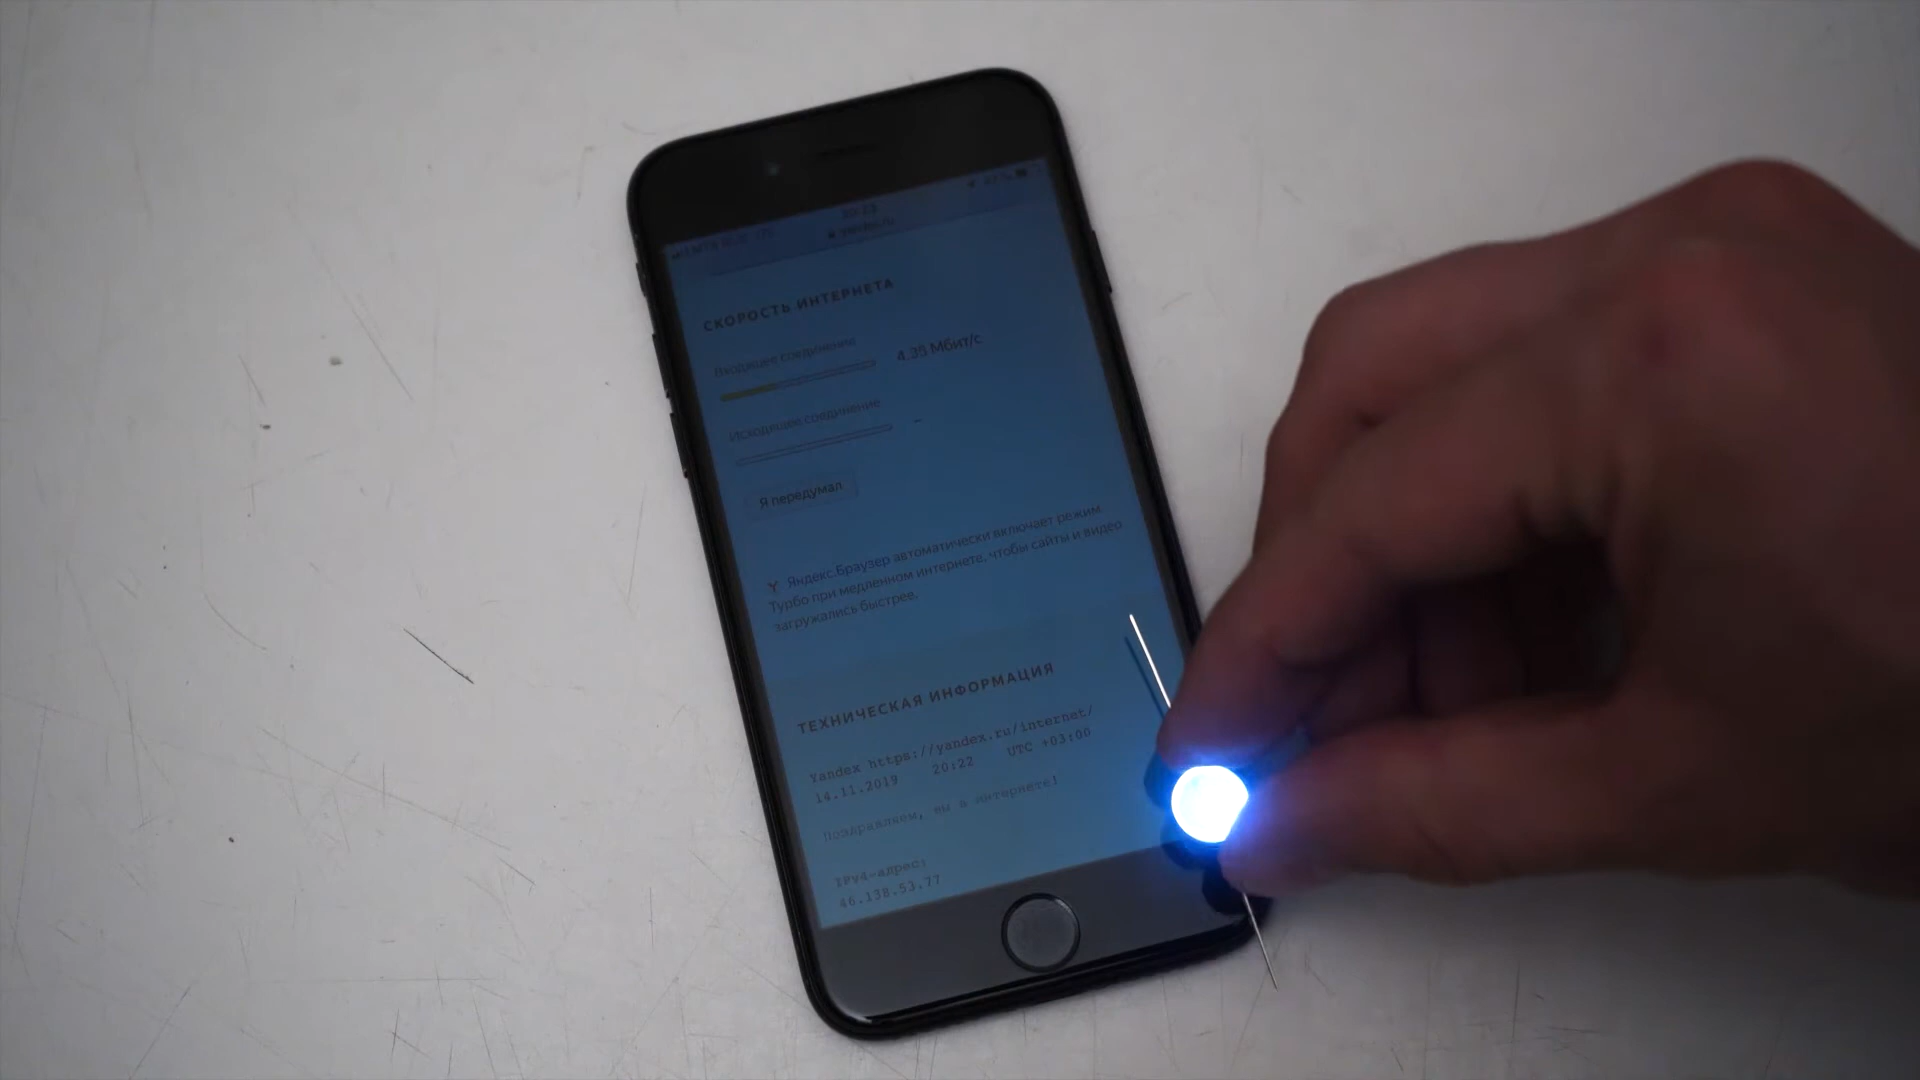 yandex.ru
СКОРОСТЬ ИНТЕРНЕТА
Входящее соединение
4.35 Мбит/с
Исходящее соединение
–
Я передумал
Яндекс.Браузер автоматически включает режим
Турбо при медленном интернете, чтобы сайты и видео
загружались быстрее.
ТЕХНИЧЕСКАЯ ИНФОРМАЦИЯ
Yandex https://yandex.ru/internet/
14.11.2019 20:22 UTC +03:00
Поздравляем, вы в интернете!
IPv4-адрес:
46.138.53.77